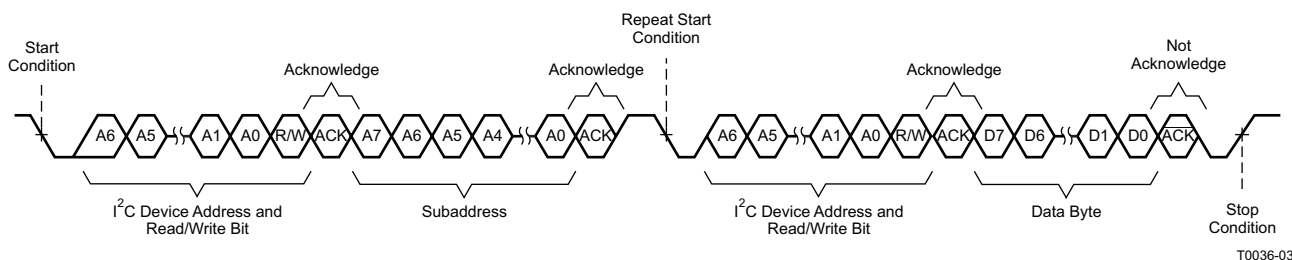 Repeat Start
Condition
Start
Condition
Not
Acknowledge
Acknowledge
Acknowledge
Acknowledge
A6 A5 A1 A0 R/W ACK A7 A6 A5 A4 A0 ACK A6 A5 A1 A0 R/W ACK D7 D6 D1 D0 ACK
I2C Device Address and
Read/Write Bit
Subaddress
I2C Device Address and
Read/Write Bit
Data Byte
Stop
Condition
T0036-03